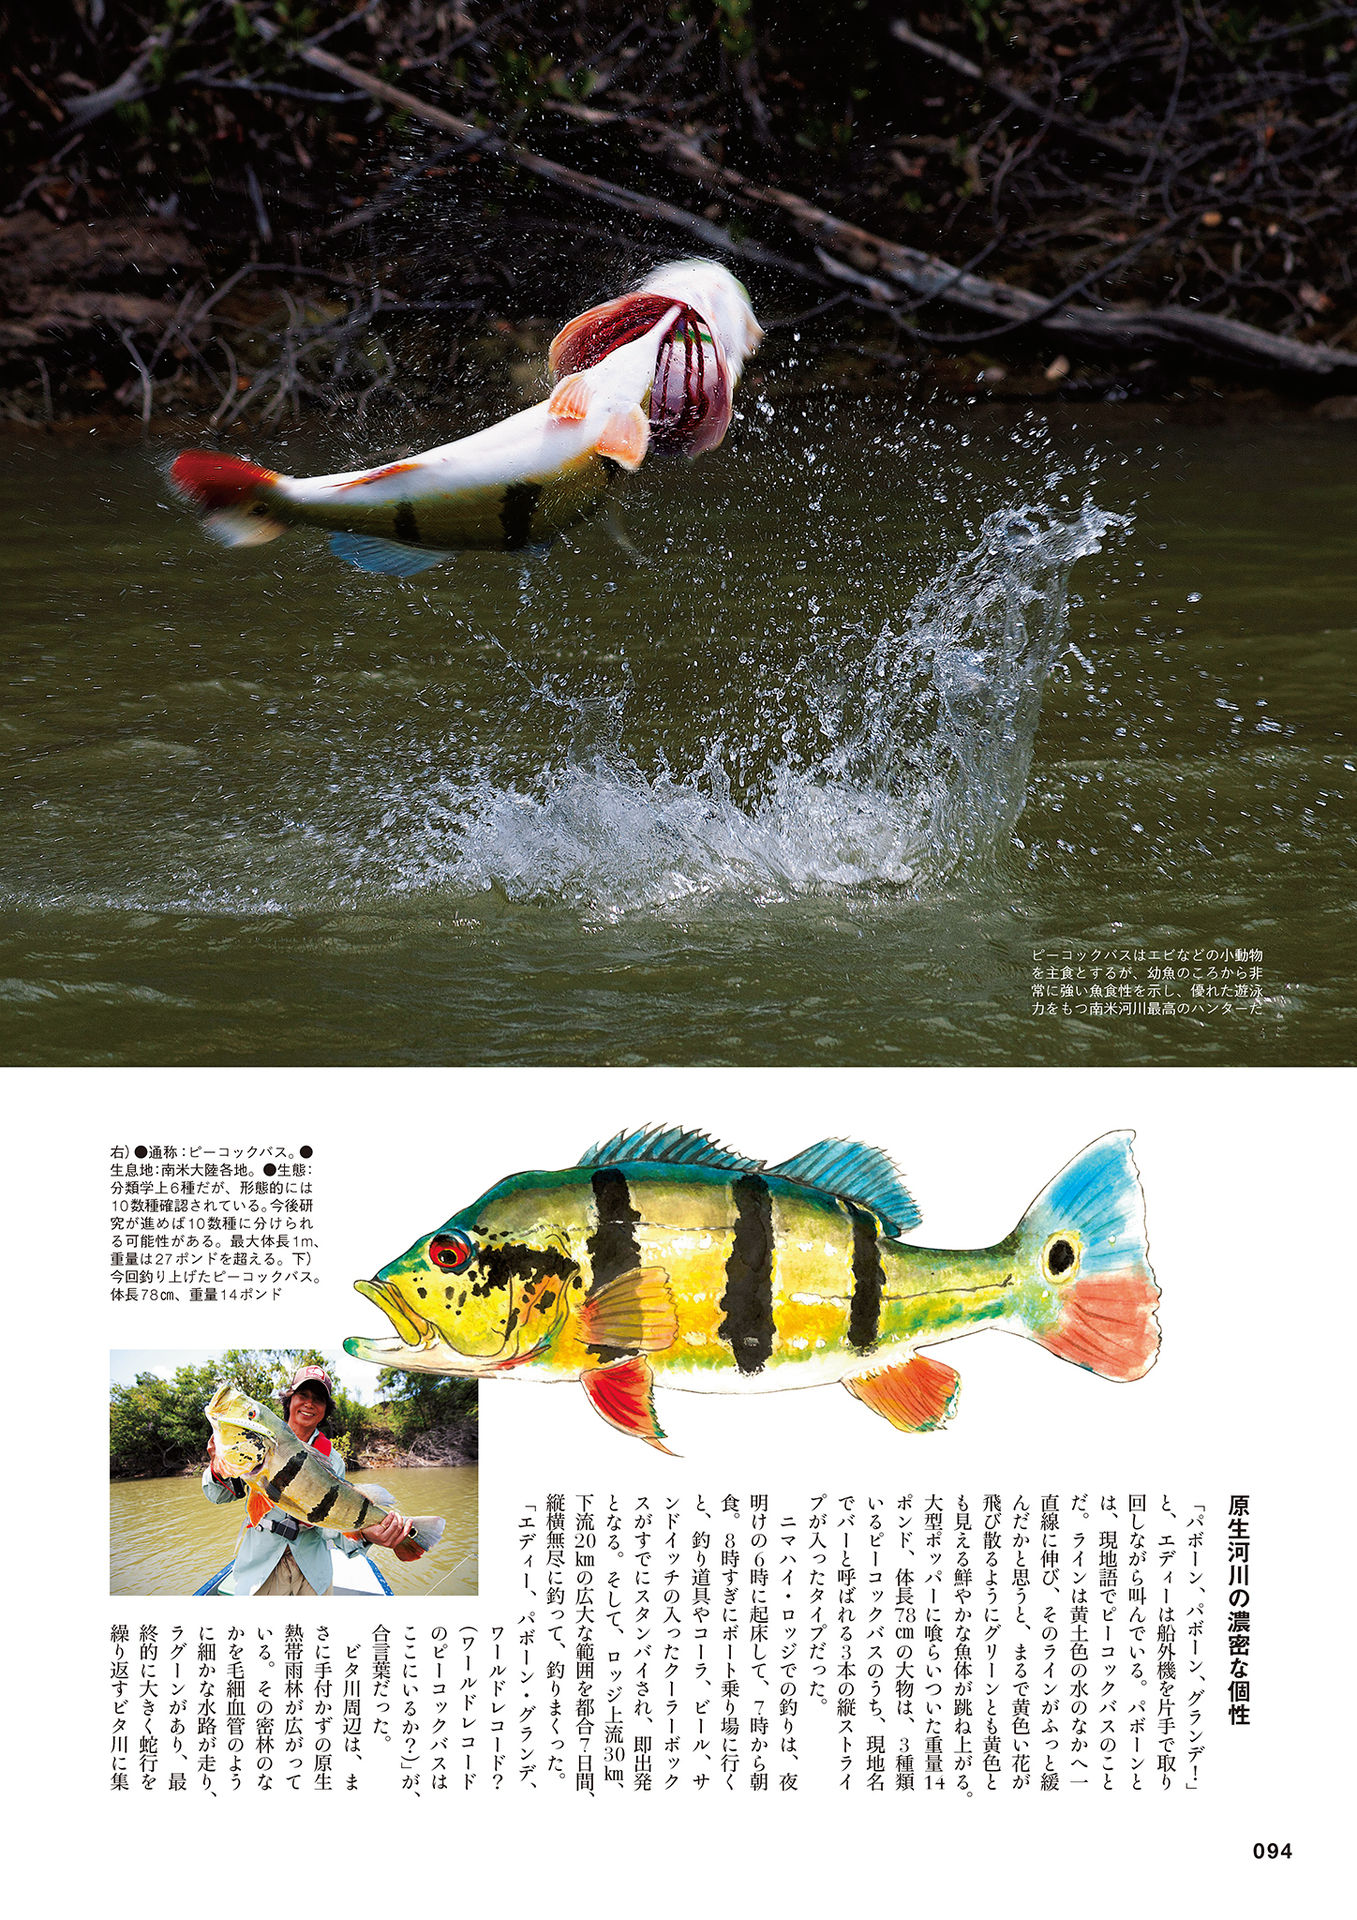 ピーコックバスはエビなどの小動物
を主食とするが、幼魚のころから非
常に強い魚食性を示し、優れた遊泳
力をもつ南米河川最高のハンターだ
右）●通称：ピーコックバス。●
生息地：南米大陸各地。●生態：
分類学上6種だが、形態的には
10数種確認されている。今後研
究が進めば10数種に分けられ
る可能性がある。最大体長1m、
重量は27ポンドを超える。下）
今回釣り上げたピーコックバス。
体長78㎝、重量14ポンド
原生河川の濃密な個性
「パボーン、パボーン、グランデ！」
と、エディーは船外機を片手で取り
回しながら叫んでいる。パボーンと
は、現地語でピーコックバスのこと
だ。ラインは黄土色の水のなかへ一
直線に伸び、そのラインがふっと緩
んだかと思うと、まるで黄色い花が
飛び散るようにグリーンとも黄色と
も見える鮮やかな魚体が跳ね上がる。
大型ポッパーに喰らいついた重量14
ポンド、体長78㎝の大物は、3種類
いるピーコックバスのうち、現地名
でバーと呼ばれる3本の縦ストライ
プが入ったタイプだった。
ニマハイ・ロッジでの釣りは、夜
明けの6時に起床して、7時から朝
食。8時すぎにボート乗り場に行く
と、釣り道具やコーラ、ビール、サ
ンドイッチの入ったクーラーボック
スがすでにスタンバイされ、即出発
となる。そして、ロッジ上流30㎞、
下流20㎞の広大な範囲を都合7日間、
縦横無尽に釣って、釣りまくった。
「エディー、パボーン・グランデ、
ワールドレコード？
（ワールドレコード
のピーコックバスは
ここにいるか？）」が、
合言葉だった。
ビタ川周辺は、ま
さに手付かずの原生
熱帯雨林が広がって
いる。その密林のな
かを毛細血管のよう
に細かな水路が走り、
ラグーンがあり、最
終的に大きく蛇行を
繰り返すビタ川に集
094